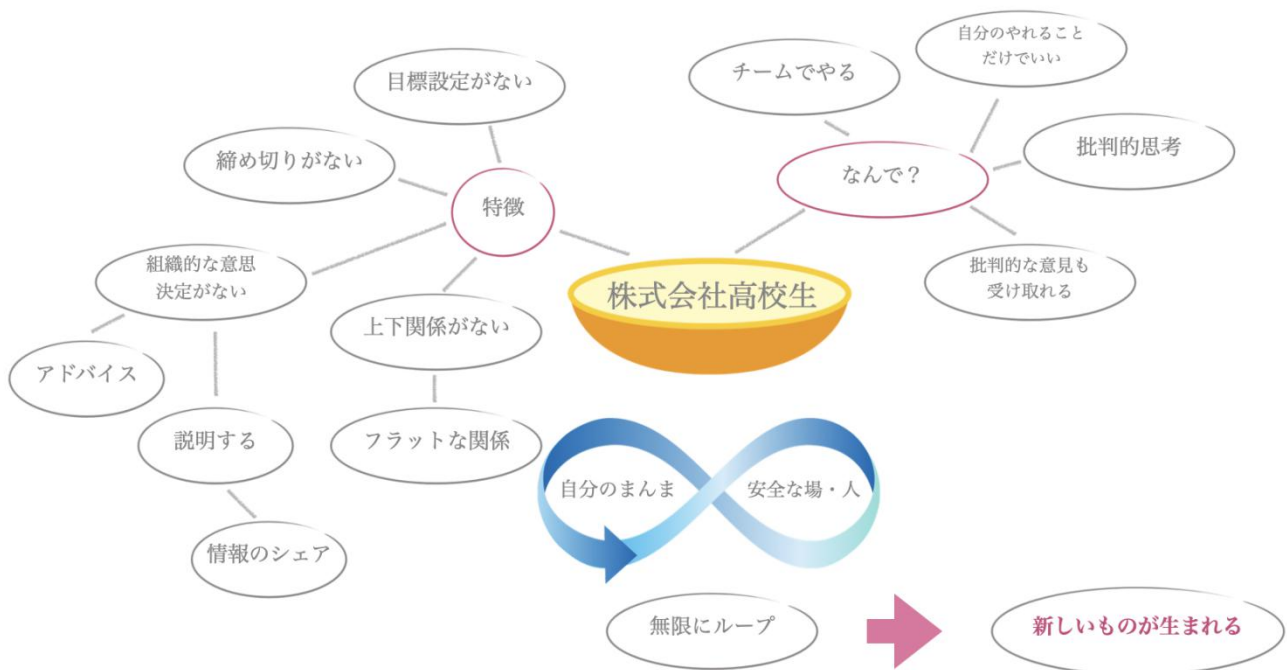 目標設定がない
締め切りがない
特徴
組織的な意思
決定がない
アドバイス
説明する
情報のシェア
上下関係がない
フラットな関係
株式会社高校生
チームでやる
自分のやれること
だけでいい
なんで？
批判的思考
批判的な意見も
受け取れる
自分のまんま
安全な場・人
無限にループ
新しいものが生まれる